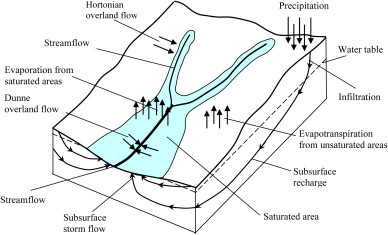 Hortonian
overland flow
Precipitation
Streamflow
Water table
Evaporation from
saturated areas
Infiltration
Dunne
overland flow
Evapotranspiration
from unsaturated areas
Subsurface
recharge
Streamflow
Subsurface
storm flow
Saturated area